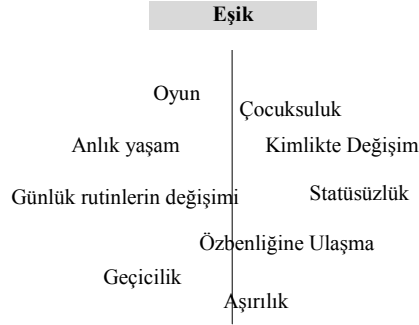 Eşik
Oyun
Çocuksuluk
Anlık yaşam
Kimlikte Değişim
Günlük rutinlerin değişimi
Statüsüzlük
Özbenliğine Ulaşma
Geçicilik
Aşırılık